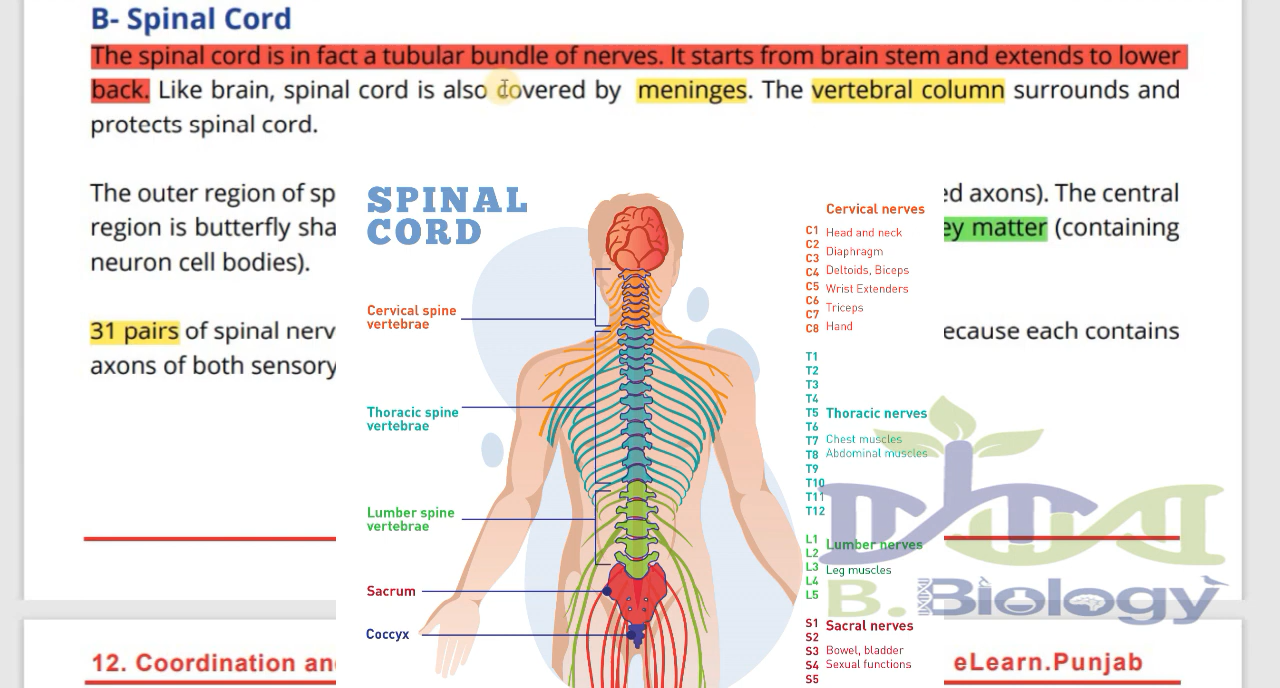 B- Spinal Cord
The spinal cord is in fact a tubular bundle of nerves. It starts from brain stem and extends to lower
back. Like brain, spinal cord is also covered by meninges. The vertebral column surrounds and
protects spinal cord.
The outer region of sp
ed axons). The central
region is butterfly sha
ey matter (containing
neuron cell bodies).
31 pairs of spinal nerv
ecause each contains
axons of both sensory
SPINAL
CORD
Cervical spine
vertebrae
Thoracic spine
vertebrae
Lumber spine
vertebrae
Sacrum
Coccyx
Cervical nerves
C1 Head and neck
C2
C3 Diaphragm
C4 Deltoids, Biceps
C5 Wrist Extenders
C6
C7 Triceps
C8 Hand
T1
T2
T3
T4
T5 Thoracic nerves
T6
T7 Chest muscles
T8 Abdominal muscles
T9
T10
T11
T12
L1 Lumber nerves
L2
L3 Leg muscles
L4
L5
S1 Sacral nerves
S2
S3 Bowel, bladder
S4 Sexual functions
S5
B. Biology
12. Coordination an
eLearn.Punjab